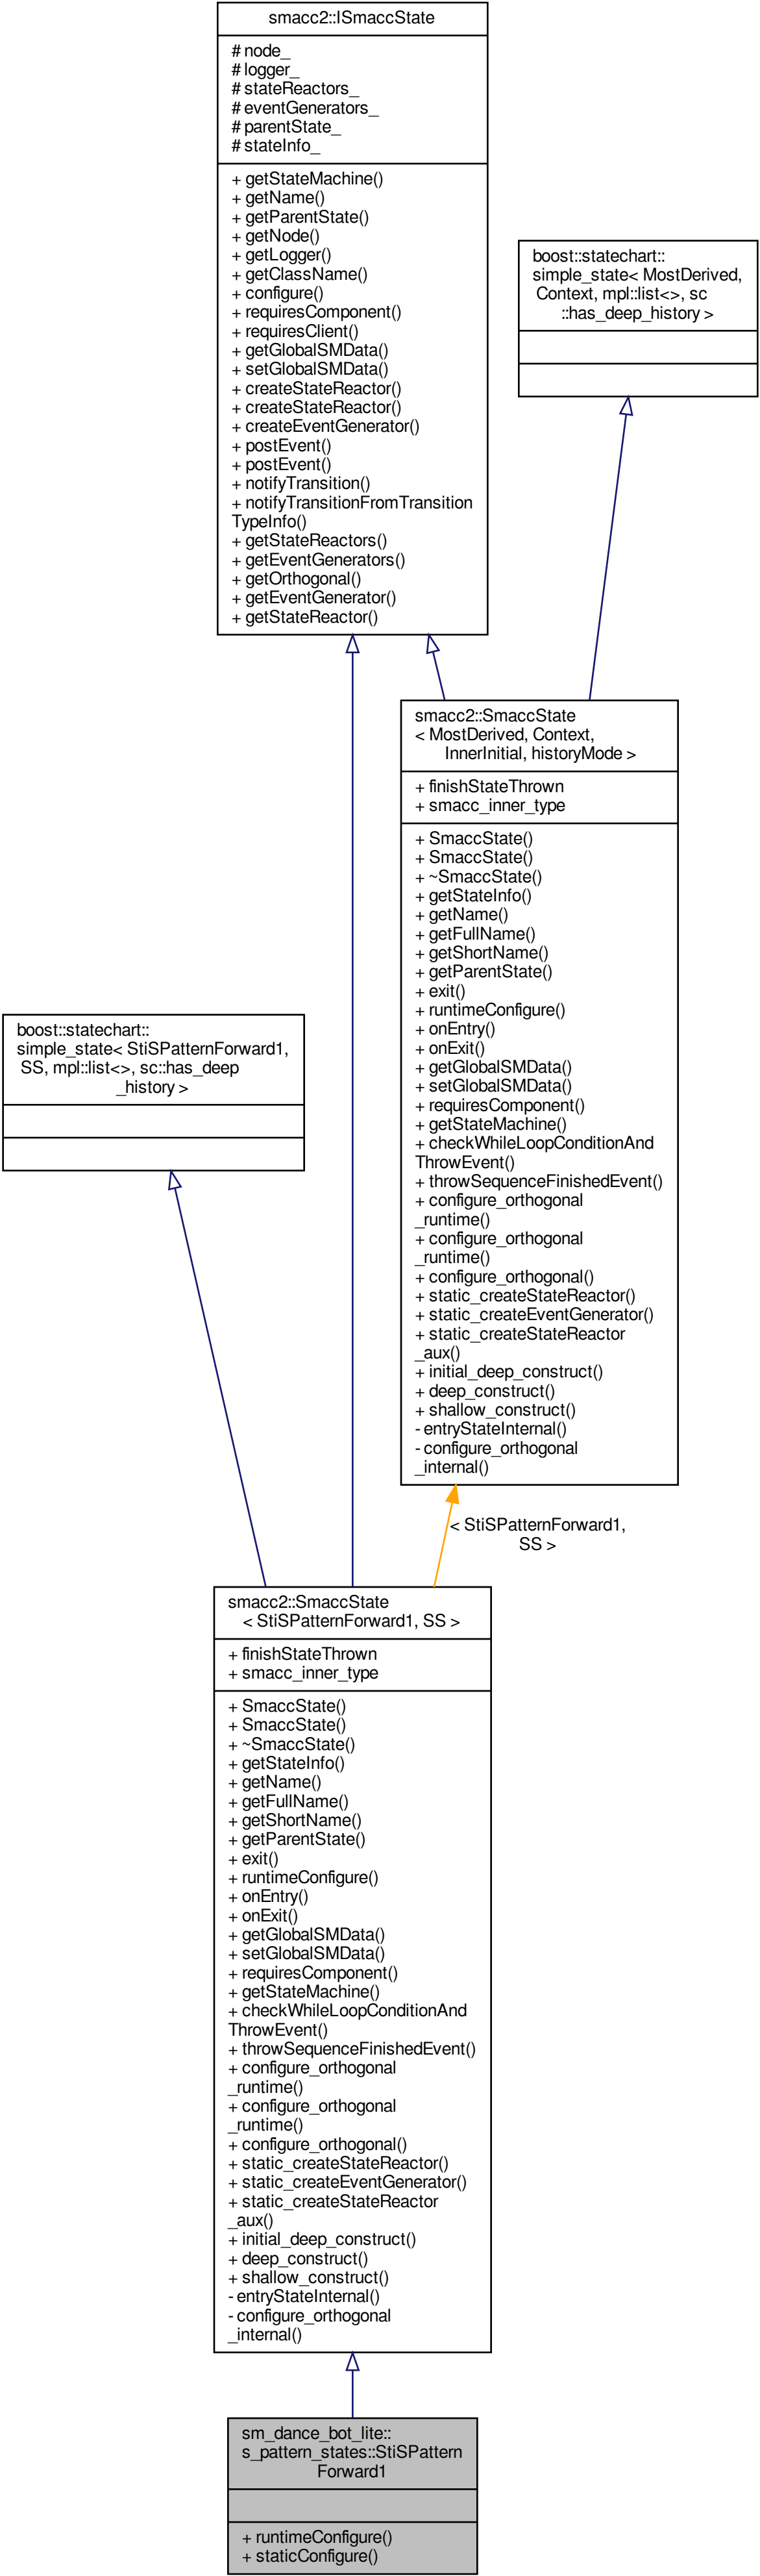 smacc2::ISmaccState
# node_
# logger_
# stateReactors_
# eventGenerators_
# parentState_
# stateInfo_
+ getStateMachine()
+ getName()
+ getParentState()
+ getNode()
+ getLogger()
+ getClassName()
+ configure()
+ requiresComponent()
+ requiresClient()
+ getGlobalSMData()
+ setGlobalSMData()
+ createStateReactor()
+ createStateReactor()
+ createEventGenerator()
+ postEvent()
+ postEvent()
+ notifyTransition()
+ notifyTransitionFromTransition
TypeInfo()
+ getStateReactors()
+ getEventGenerators()
+ getOrthogonal()
+ getEventGenerator()
+ getStateReactor()
boost::statechart::
simple_state< MostDerived,
Context, mpl::list<>, sc
::has_deep_history >
smacc2::SmaccState
< MostDerived, Context,
InnerInitial, historyMode >
+ finishStateThrown
+ smacc_inner_type
+ SmaccState()
+ SmaccState()
+ ~SmaccState()
+ getStateInfo()
+ getName()
+ getFullName()
+ getShortName()
+ getParentState()
+ exit()
+ runtimeConfigure()
+ onEntry()
+ onExit()
+ getGlobalSMData()
+ setGlobalSMData()
+ requiresComponent()
+ getStateMachine()
+ checkWhileLoopConditionAnd
ThrowEvent()
+ throwSequenceFinishedEvent()
+ configure_orthogonal
_runtime()
+ configure_orthogonal
_runtime()
+ configure_orthogonal()
+ static_createStateReactor()
+ static_createEventGenerator()
+ static_createStateReactor
_aux()
+ initial_deep_construct()
+ deep_construct()
+ shallow_construct()
- entryStateInternal()
- configure_orthogonal
_internal()
boost::statechart::
simple_state< StiSPatternForward1,
SS, mpl::list<>, sc::has_deep
_history >
< StiSPatternForward1,
SS >
smacc2::SmaccState
< StiSPatternForward1, SS >
+ finishStateThrown
+ smacc_inner_type
+ SmaccState()
+ SmaccState()
+ ~SmaccState()
+ getStateInfo()
+ getName()
+ getFullName()
+ getShortName()
+ getParentState()
+ exit()
+ runtimeConfigure()
+ onEntry()
+ onExit()
+ getGlobalSMData()
+ setGlobalSMData()
+ requiresComponent()
+ getStateMachine()
+ checkWhileLoopConditionAnd
ThrowEvent()
+ throwSequenceFinishedEvent()
+ configure_orthogonal
_runtime()
+ configure_orthogonal
_runtime()
+ configure_orthogonal()
+ static_createStateReactor()
+ static_createEventGenerator()
+ static_createStateReactor
_aux()
+ initial_deep_construct()
+ deep_construct()
+ shallow_construct()
- entryStateInternal()
- configure_orthogonal
_internal()
sm_dance_bot_lite::
s_pattern_states::StiSPattern
Forward1
+ runtimeConfigure()
+ staticConfigure()